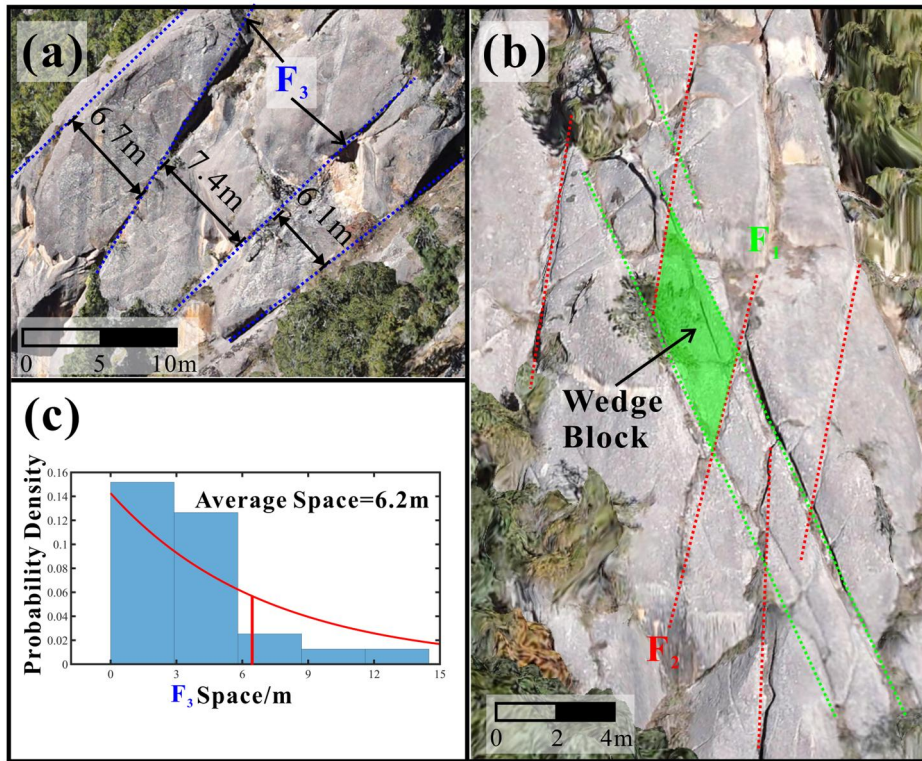 (a)
F3
6.7m
7.4m
6.1m
0 5 10m
(b)
F1
Wedge
Block
F2
0 2 4m
(c)
Average Space=6.2m
Probability Density
0.16
0.14
0.12
0.10
0.08
0.06
0.04
0.02
0
0 3 6 9 12 15
F3 Space/m